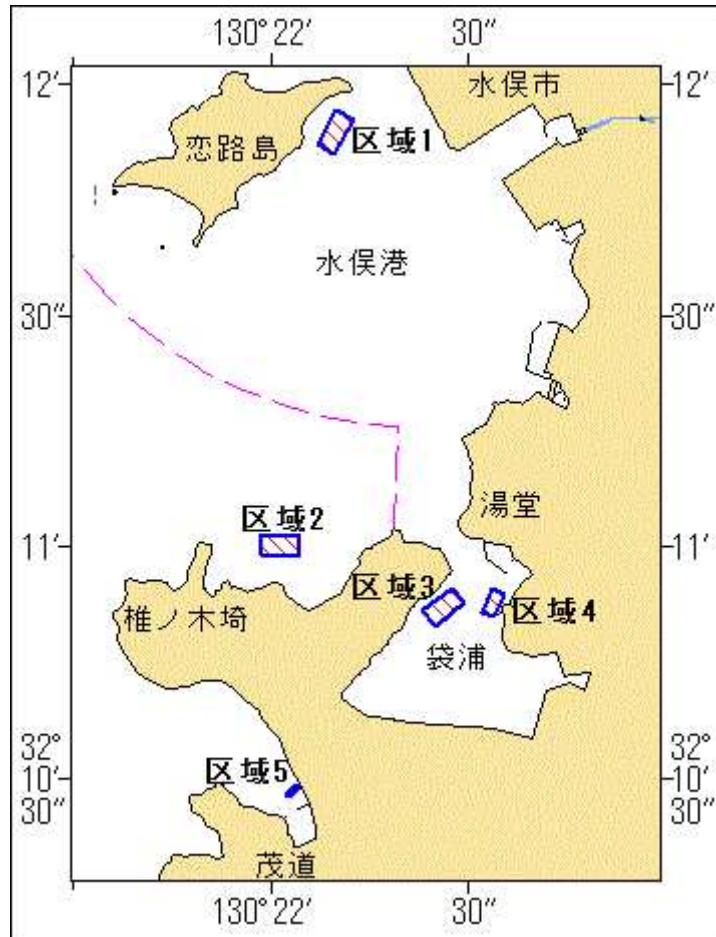 130°22′
30″
12′
12′
水俣市
恋路島
区域1
水俣港
30″
30″
湯堂
区域2
11′
11′
区域3
区域4
椎ノ木埼
袋浦
32°
10′
30″
32°
10′
30″
区域5
茂道
130°22′
30″